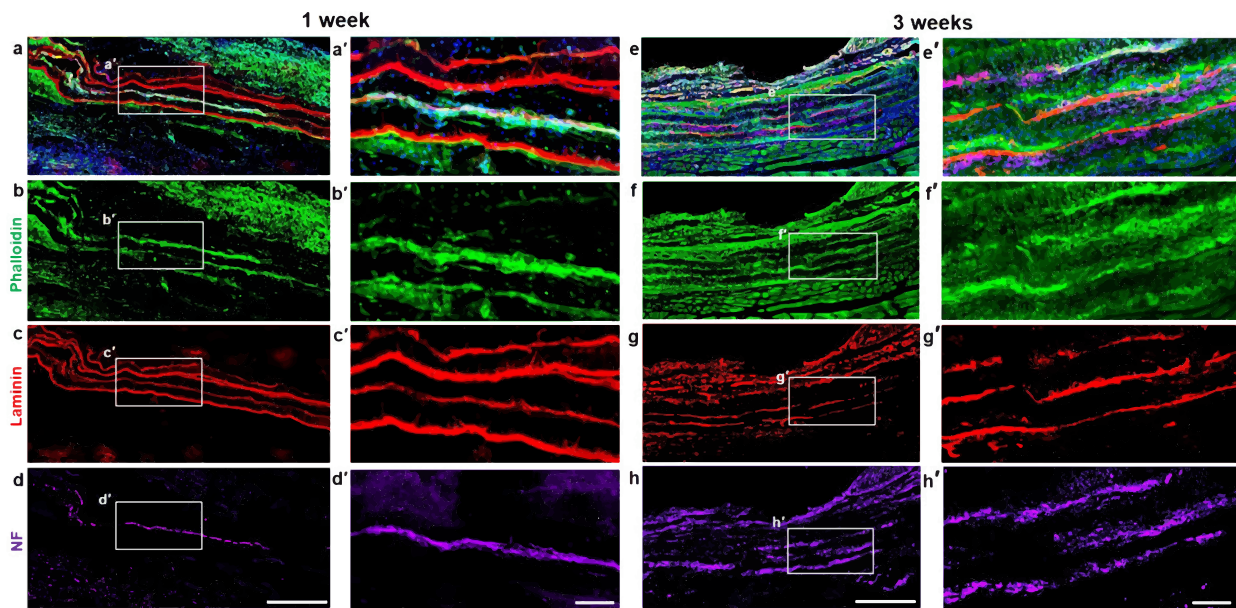 1 week
3 weeks
a
a′
a′
e
e′
e′
Phalloidin
b
b′
b′
f
f′
f′
Laminin
c
c′
c′
g
g′
g′
NF
d
d′
d′
h
h′
h′